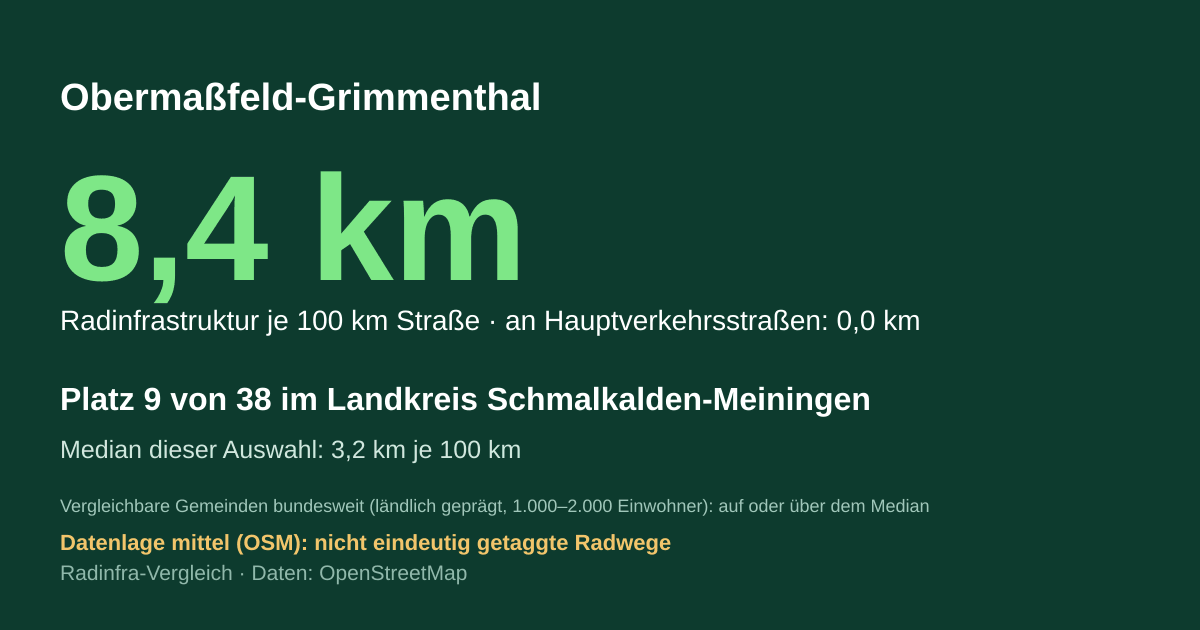 Obermaßfeld-Grimmenthal
8,4 km
Radinfrastruktur je 100 km Straße · an Hauptverkehrsstraßen: 0,0 km
Platz 9 von 38 im Landkreis Schmalkalden-Meiningen
Median dieser Auswahl: 3,2 km je 100 km
Vergleichbare Gemeinden bundesweit (ländlich geprägt, 1.000–2.000 Einwohner): auf oder über dem Median
Datenlage mittel (OSM): nicht eindeutig getaggte Radwege
Radinfra-Vergleich · Daten: OpenStreetMap